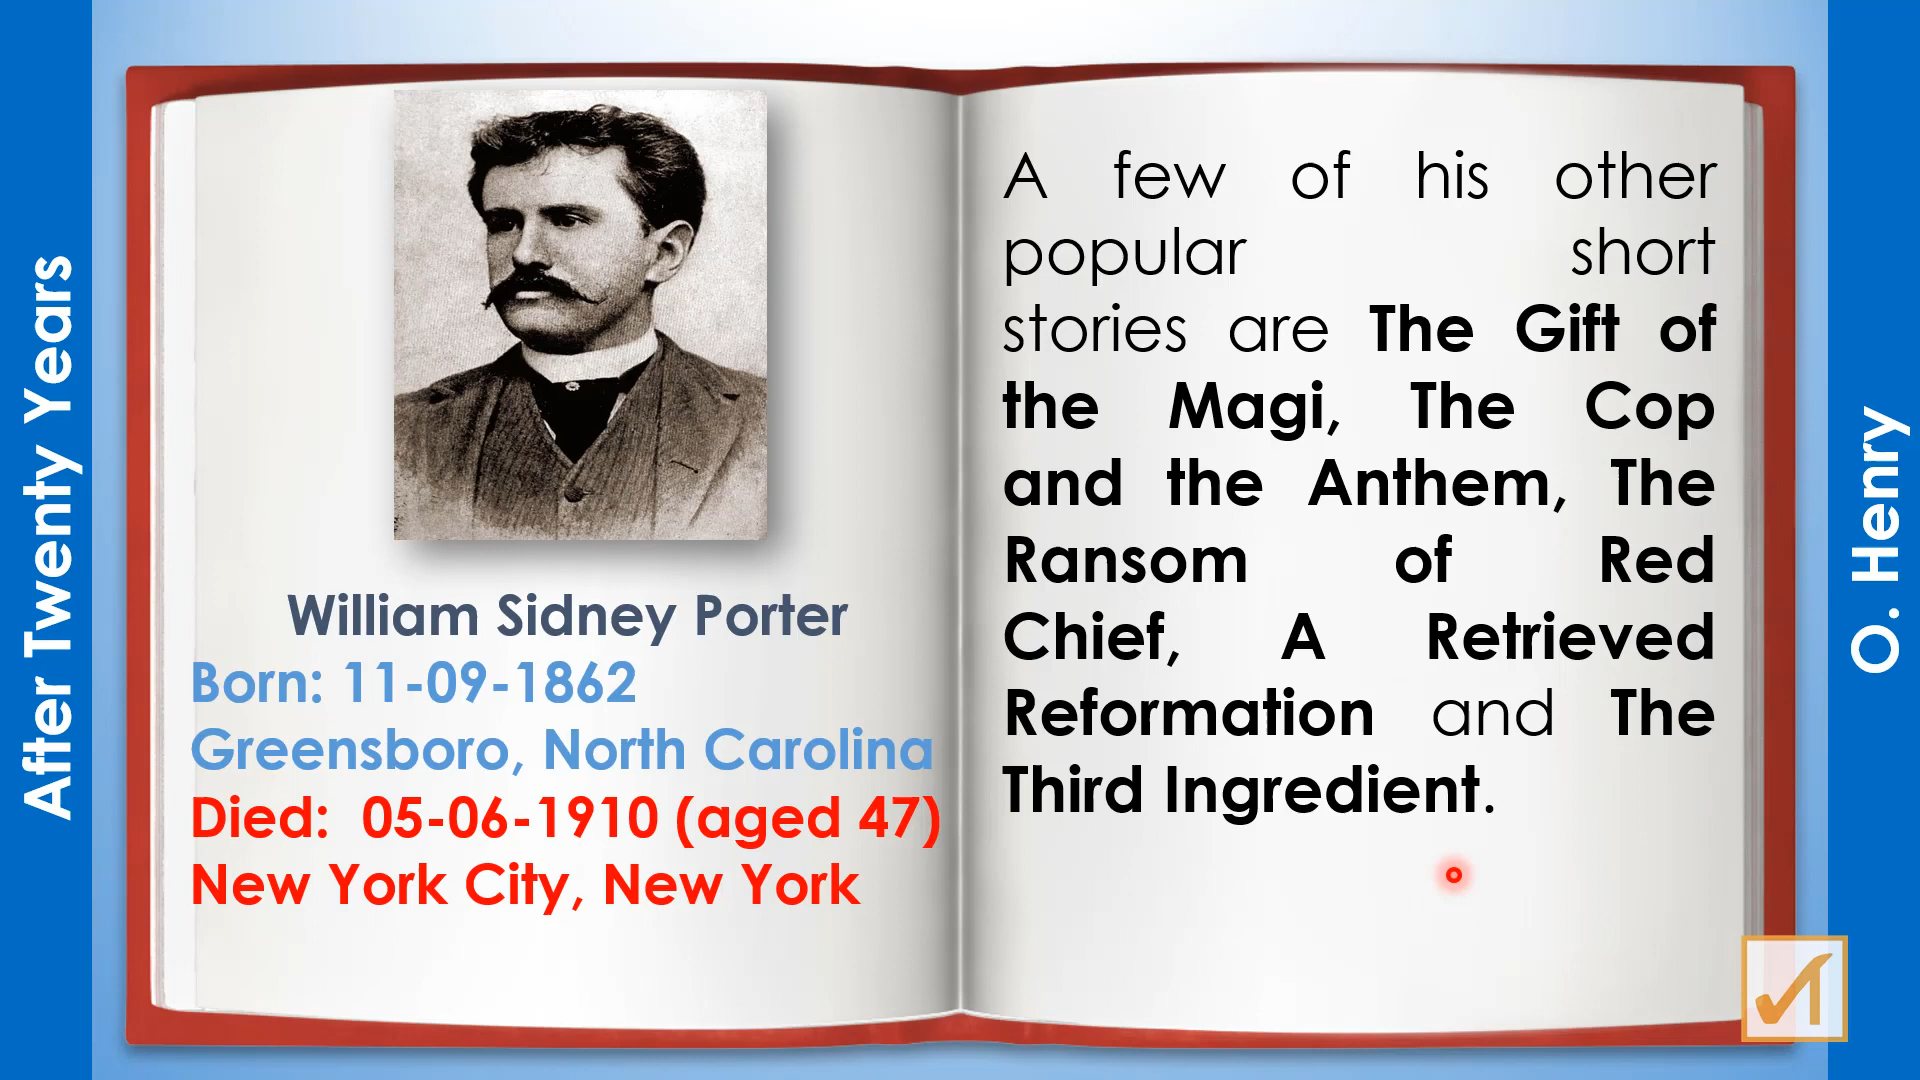 After Twenty Years
William Sidney Porter
Born: 11-09-1862
Greensboro, North Carolina
Died: 05-06-1910 (aged 47)
New York City, New York
A few of his other
popular short
stories are The Gift of
the Magi, The Cop
and the Anthem, The
Ransom of Red
Chief, A Retrieved
Reformation and The
Third Ingredient.
O. Henry